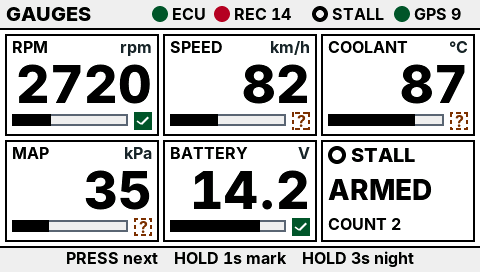 GAUGES ECU REC 14 STALL GPS 9
RPM rpm
2720
SPEED km/h
82
?
COOLANT °C
87
?
MAP kPa
35
?
BATTERY V
14.2
STALL
ARMED
COUNT 2
PRESS next HOLD 1s mark HOLD 3s night